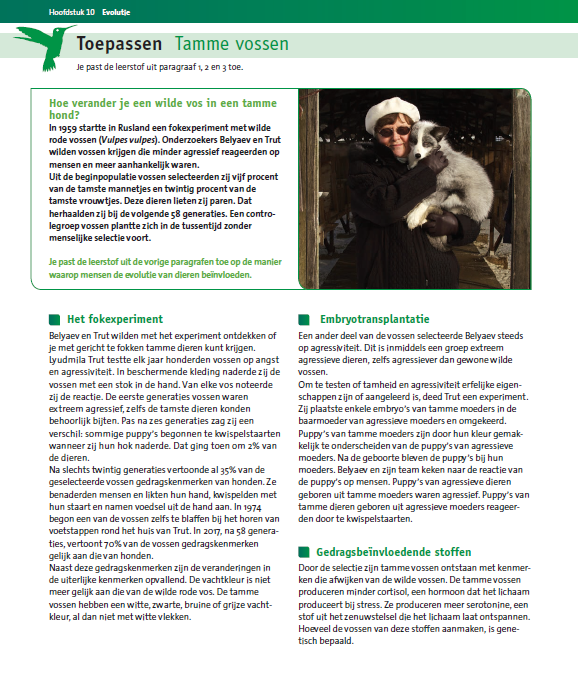 Hoofdstuk 10 Evolutie
Toepassen Tamme vossen
Je past de leerstof uit paragraaf 1, 2 en 3 toe.
Hoe verander je een wilde vos in een tamme
hond?
In 1959 startte in Rusland een fokexperiment met wilde
rode vossen (Vulpes vulpes). Onderzoekers Belyaev en Trut
wilden vossen krijgen die minder agressief reageerden op
mensen en meer aanhankelijk waren.
Uit de beginpopulatie vossen selecteerden zij vijf procent
van de tamste mannetjes en twintig procent van de
tamste vrouwtjes. Deze dieren lieten zij paren. Dat
herhaalden zij bij de volgende 58 generaties. Een contro-
legroep vossen plantte zich in de tussentijd zonder
menselijke selectie voort.
Je past de leerstof uit de vorige paragrafen toe op de manier
waarop mensen de evolutie van dieren beïnvloeden.
Het fokexperiment
Belyaev en Trut wilden met het experiment ontdekken of
je met gericht te fokken tamme dieren kunt krijgen.
Lyudmila Trut testte elk jaar honderden vossen op angst
en agressiviteit. In beschermende kleding naderde zij de
vossen met een stok in de hand. Van elke vos noteerde
zij de reactie. De eerste generaties vossen waren
extreem agressief, zelfs de tamste dieren konden
behoorlijk bijten. Pas na zes generaties zag zij een
verschil: sommige puppy's begonnen te kwispelstaarten
wanneer zij hun hok naderde. Dat ging toen om 2% van
de dieren.
Na slechts twintig generaties vertoonde al 35% van de
geselecteerde vossen gedragskenmerken van honden. Ze
benaderden mensen en likten hun hand, kwispelden met
hun staart en namen voedsel uit de hand aan. In 1974
begon een van de vossen zelfs te blaffen bij het horen van
voetstappen rond het huis van Trut. In 2017, na 58 genera-
ties, vertoont 70% van de vossen gedragskenmerken
gelijk aan die van honden.
Naast deze gedragskenmerken zijn de veranderingen in
de uiterlijke kenmerken opvallend. De vachtkleur is niet
meer gelijk aan die van de wilde rode vos. De tamme
vossen hebben een witte, zwarte, bruine of grijze vacht-
kleur, al dan niet met witte vlekken.
Embryotransplantatie
Een ander deel van de vossen selecteerde Belyaev steeds
op agressiviteit. Dit is inmiddels een groep extreem
agressieve dieren, zelfs agressiever dan gewone wilde
vossen.
Om te testen of tamheid en agressiviteit erfelijke eigen-
schappen zijn of aangeleerd is, deed Trut een experiment.
Zij plaatste enkele embryo's van tamme moeders in de
baarmoeder van agressieve moeders en omgekeerd.
Puppy's van tamme moeders zijn door hun kleur gemak-
kelijk te onderscheiden van de puppy's van agressieve
moeders. Na de geboorte bleven de puppy's bij hun
moeders. Belyaev en zijn team keken naar de reactie van
de puppy's op mensen. Puppy's van agressieve dieren
geboren uit tamme moeders waren agressief. Puppy's van
tamme dieren geboren uit agressieve moeders reageer-
den door te kwispelstaarten.
Gedragsbeïnvloedende stoffen
Door de selectie zijn tamme vossen ontstaan met kenmer-
ken die afwijken van de wilde vossen. De tamme vossen
produceren minder cortisol, een hormoon dat het lichaam
produceert bij stress. Ze produceren meer serotonine, een
stof uit het zenuwstelsel die het lichaam laat ontspannen.
Hoeveel de vossen van deze stoffen aanmaken, is gene-
tisch bepaald.